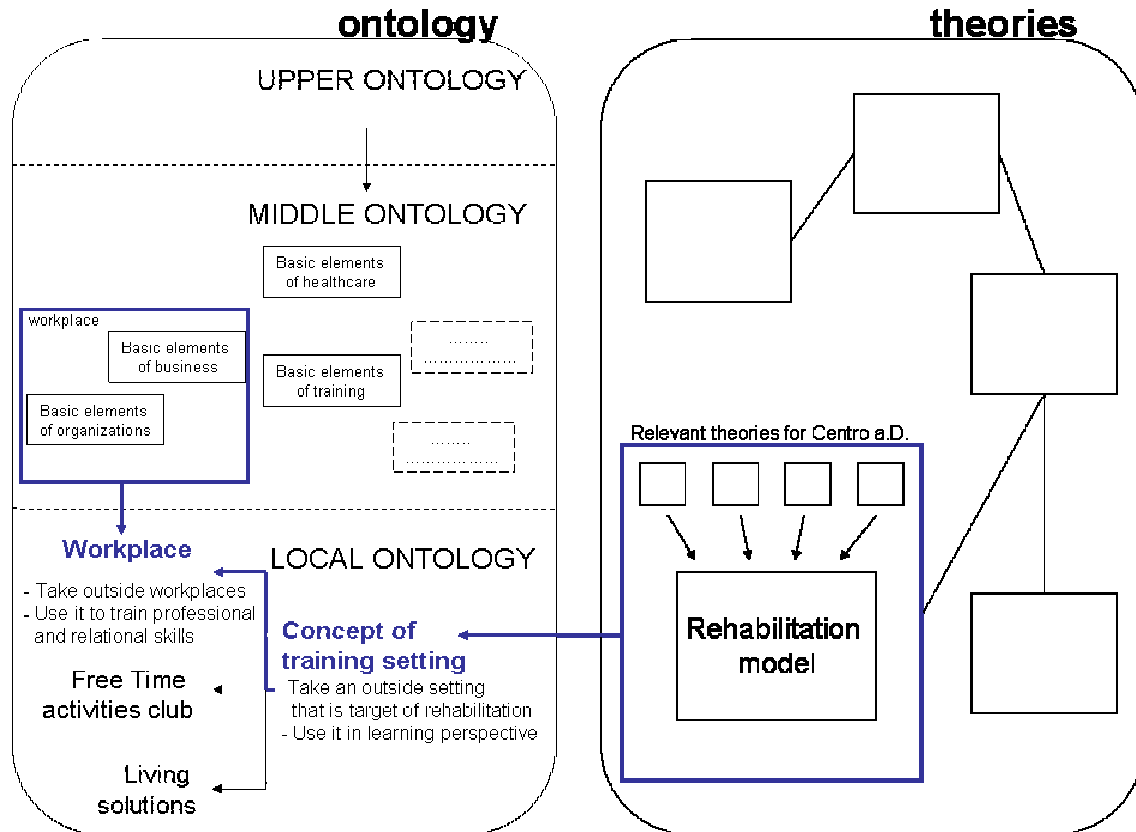 ontology
theories
UPPER ONTOLOGY
MIDDLE ONTOLOGY
Basic elements
of healthcare
workplace
Basic elements
of business
Basic elements
of organizations
........
..................
Basic elements
of training
........
..................
LOCAL ONTOLOGY
Workplace
- Take outside workplaces
- Use it to train professional
and relational skills
Concept of
training setting
Take an outside setting
that is target of rehabilitation
- Use it in learning perspective
Free Time
activities club
Living
solutions
Relevant theories for Centro a.D.
Rehabilitation
model